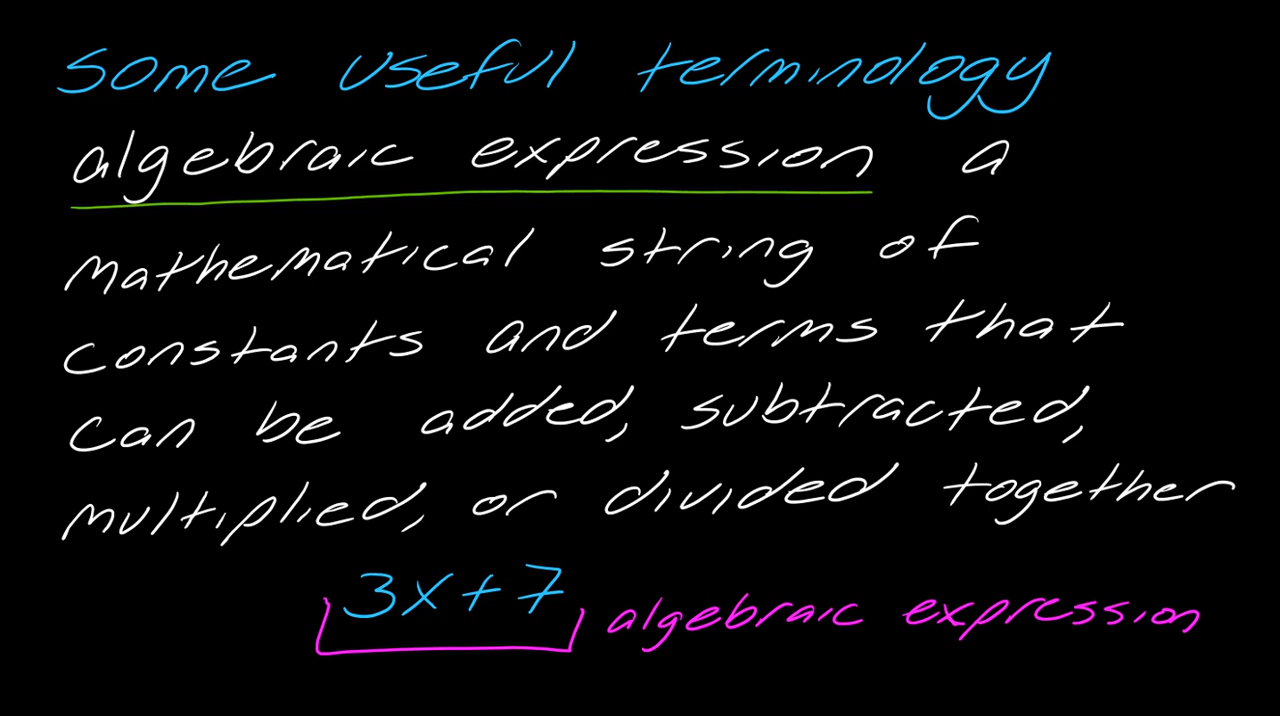 some useful terminology
algebraic expression a
mathematical string of
constants and terms that
can be added, subtracted,
multiplied, or divided together
3x+7 algebraic expression